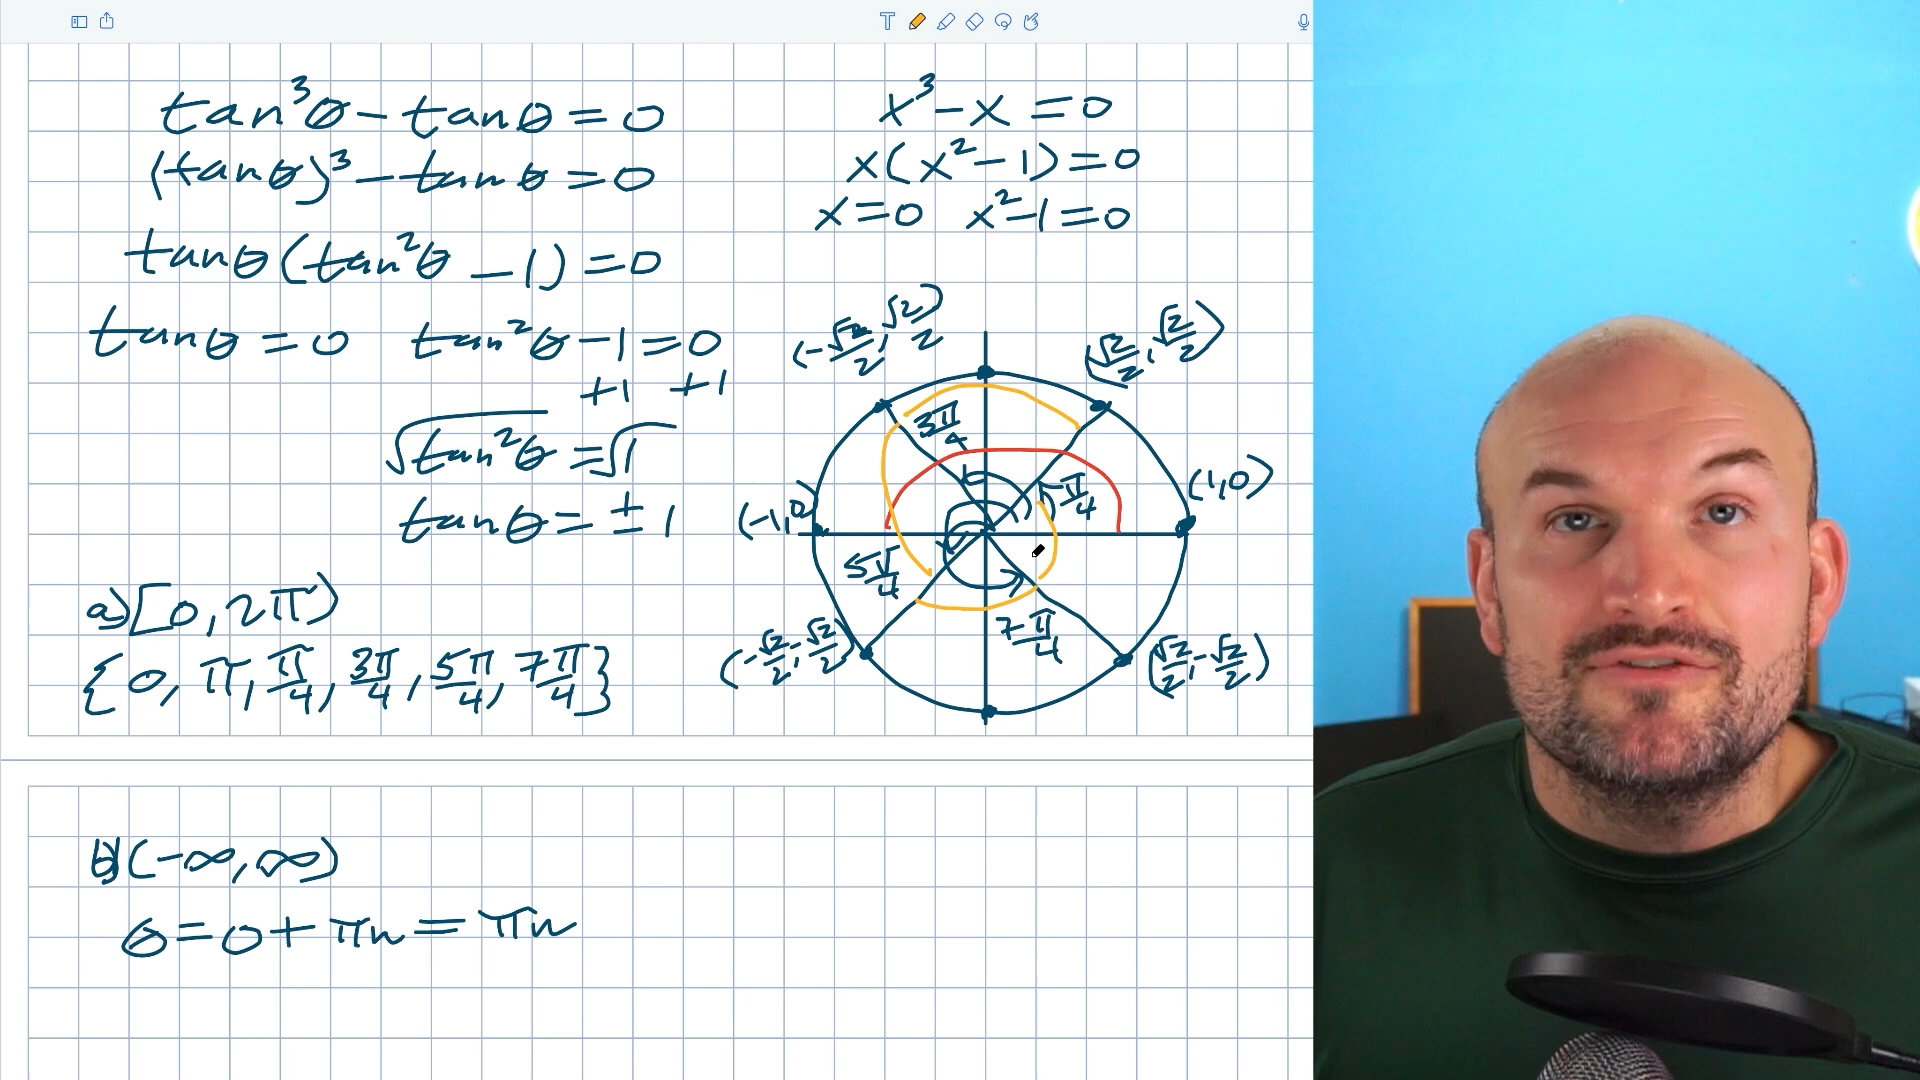 tan³θ - tanθ = 0
(tanθ)³ - tanθ = 0
tanθ(tan²θ - 1) = 0
tanθ = 0 tan²θ - 1 = 0
+1 +1
√tan²θ = √1
tanθ = ±1
a) [0, 2π)
{0, π, π/4, 3π/4, 5π/4, 7π/4}
x³ - x = 0
x(x² - 1) = 0
x = 0 x² - 1 = 0
(-√2/2, √2/2)
(√2/2, √2/2)
3π/4
π/4
(1,0)
(-1,0)
5π/4
7π/4
(-√2/2, -√2/2)
(√2/2, -√2/2)
b) (-∞, ∞)
θ = 0 + πn = πn